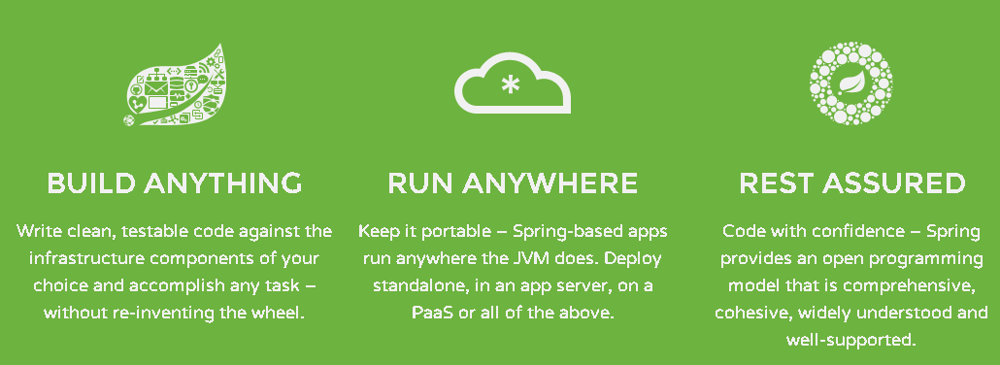 BUILD ANYTHING
Write clean, testable code against the
infrastructure components of your
choice and accomplish any task –
without re-inventing the wheel.
RUN ANYWHERE
Keep it portable – Spring-based apps
run anywhere the JVM does. Deploy
standalone, in an app server, on a
PaaS or all of the above.
REST ASSURED
Code with confidence – Spring
provides an open programming
model that is comprehensive,
cohesive, widely understood and
well-supported.